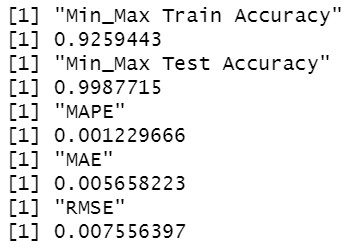 [1] "Min_Max Train Accuracy"
[1] 0.9259443
[1] "Min_Max Test Accuracy"
[1] 0.9987715
[1] "MAPE"
[1] 0.001229666
[1] "MAE"
[1] 0.005658223
[1] "RMSE"
[1] 0.007556397